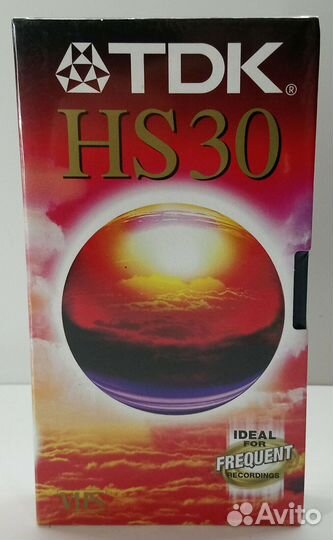 TDK®
HS30
IDEAL
FOR
FREQUENT
RECORDINGS
VHS
Avito